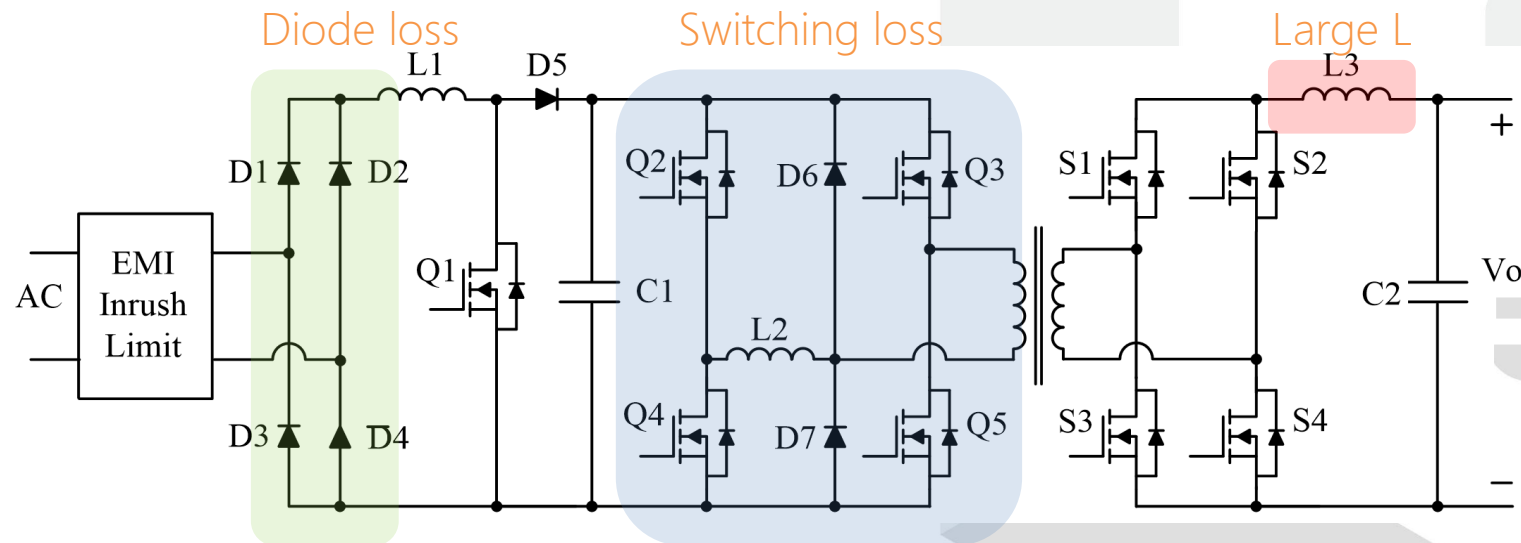 Diode loss
Switching loss
Large L
L1
D5
L3
+
D1
D2
Q2
D6
Q3
S1
S2
AC
EMI
Inrush
Limit
Q1
C1
L2
C2
Vo
D3
D4
Q4
D7
Q5
S3
S4
−